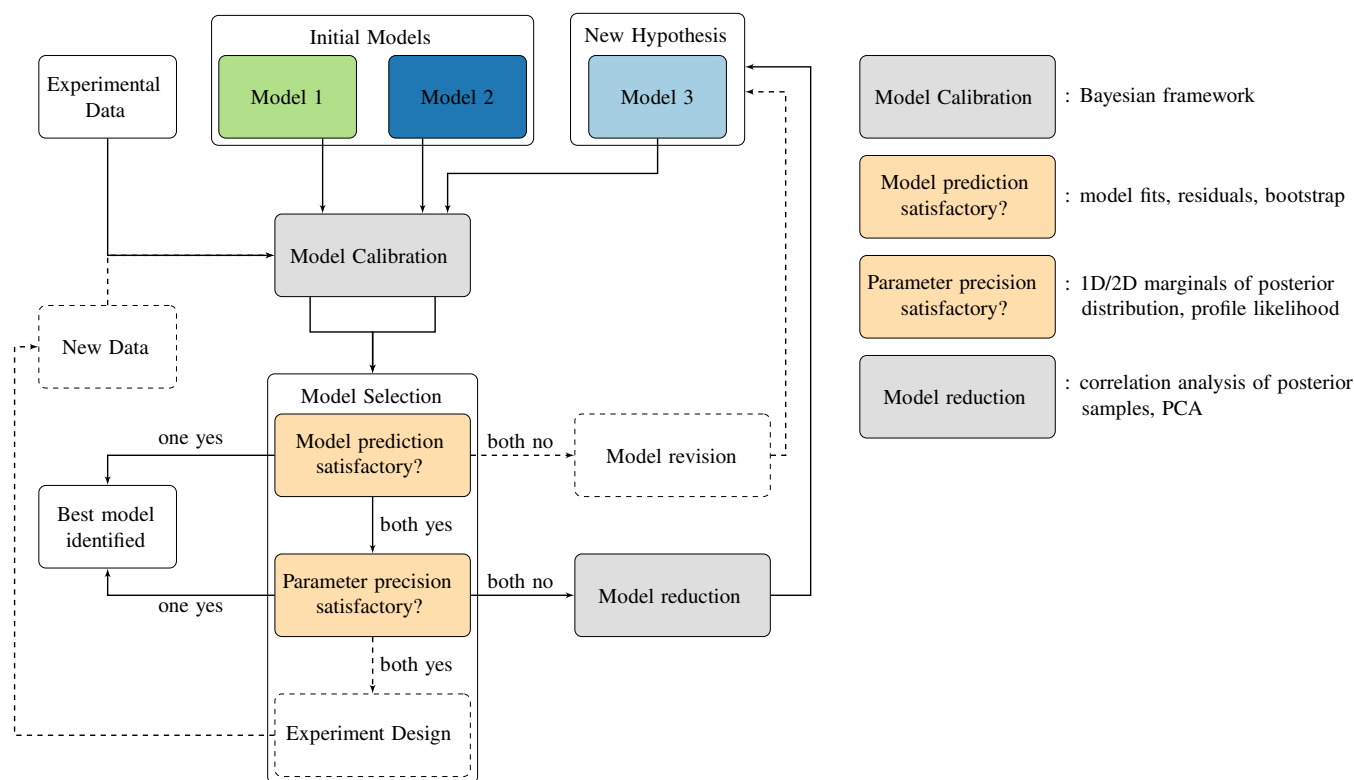 Initial Models
New Hypothesis
Experimental
Data
Model 1
Model 2
Model 3
Model Calibration
New Data
Model Selection
Model prediction
satisfactory?
one yes
both no
Model revision
Best model
identified
both yes
Parameter precision
satisfactory?
one yes
both no
Model reduction
both yes
Experiment Design
Model Calibration : Bayesian framework
Model prediction
satisfactory?
: model fits, residuals, bootstrap
Parameter precision
satisfactory?
: 1D/2D marginals of posterior
distribution, profile likelihood
Model reduction
: correlation analysis of posterior
samples, PCA